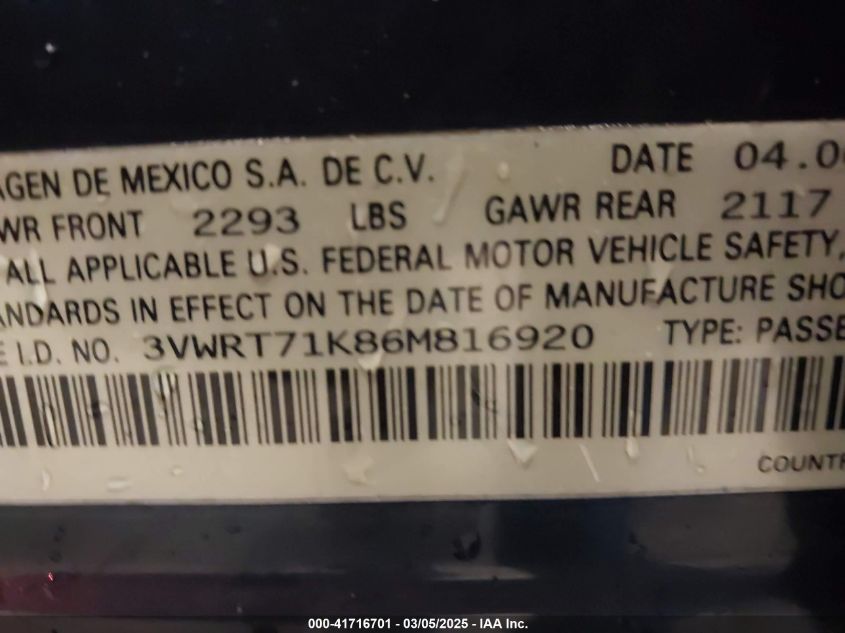 AGEN DE MEXICO S.A. DE C.V. DATE 04.0
WR FRONT 2293 LBS GAWR REAR 2117
ALL APPLICABLE U.S. FEDERAL MOTOR VEHICLE SAFETY,
ANDARDS IN EFFECT ON THE DATE OF MANUFACTURE SHO
E I.D. NO. 3VWRT71K86M816920 TYPE: PASSE
COUNTR
000-41716701 — 03/05/2025 - IAA Inc.